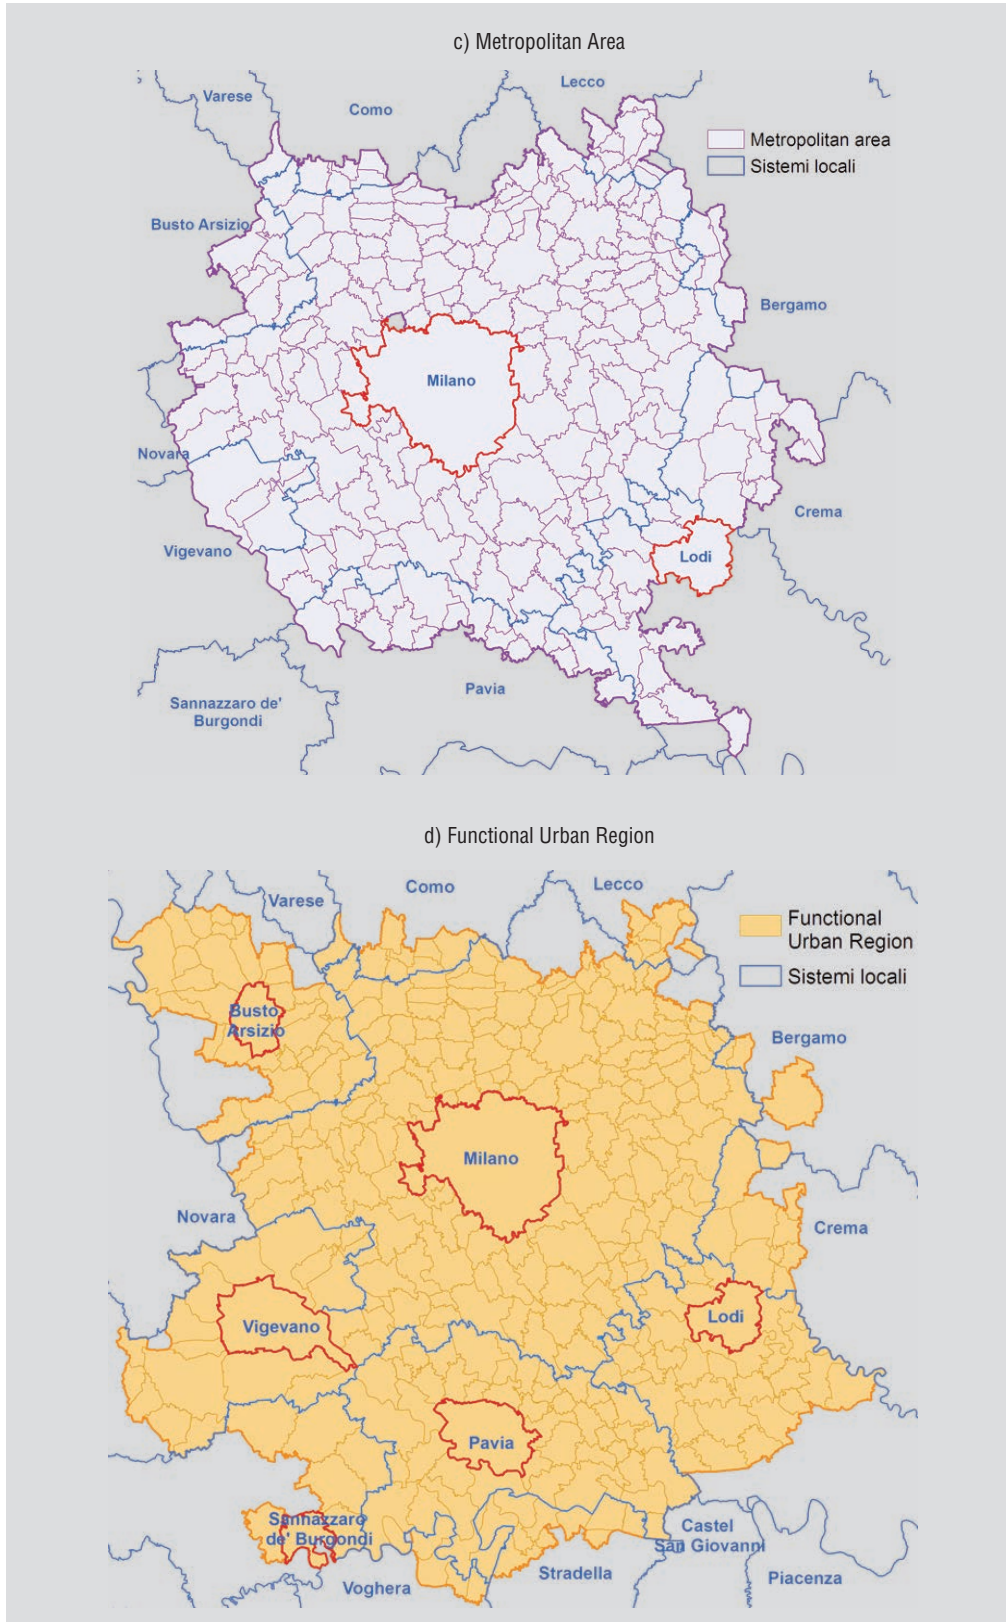 c) Metropolitan Area
Lecco
Varese
Como
Metropolitan area
Sistemi locali
Busto Arsizio
Bergamo
Milano
Novara
Crema
Vigevano
Lodi
Pavia
Sannazzaro de'
Burgondi
d) Functional Urban Region
Como
Lecco
Varese
Functional
Urban Region
Sistemi locali
Busto
Arsizio
Bergamo
Milano
Novara
Crema
Vigevano
Lodi
Pavia
Sannazzaro
de' Burgondi
Castel
San Giovanni
Stradella
Piacenza
Voghera